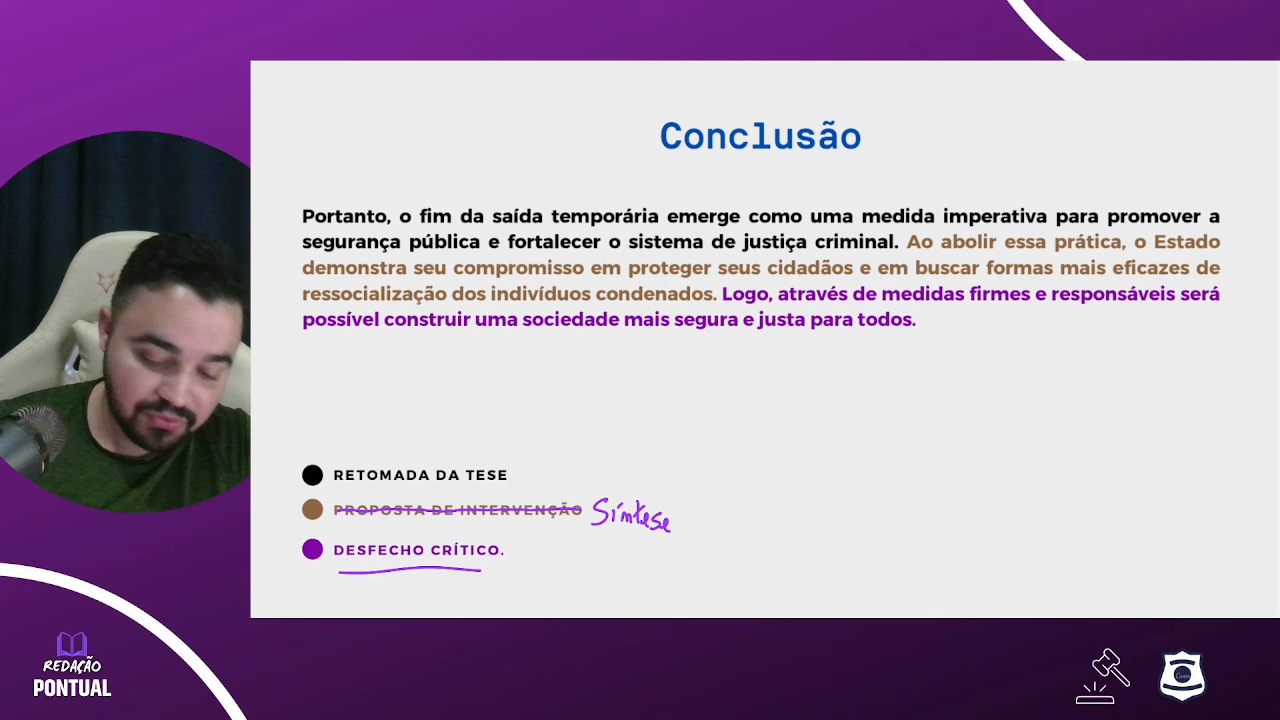 Conclusão
Portanto, o fim da saída temporária emerge como uma medida imperativa para promover a
segurança pública e fortalecer o sistema de justiça criminal. Ao abolir essa prática, o Estado
demonstra seu compromisso em proteger seus cidadãos e em buscar formas mais eficazes de
ressocialização dos indivíduos condenados. Logo, através de medidas firmes e responsáveis será
possível construir uma sociedade mais segura e justa para todos.
RETOMADA DA TESE
PROPOSTA DE INTERVENÇÃO Síntese
DESFECHO CRÍTICO.
REDAÇÃO
PONTUAL